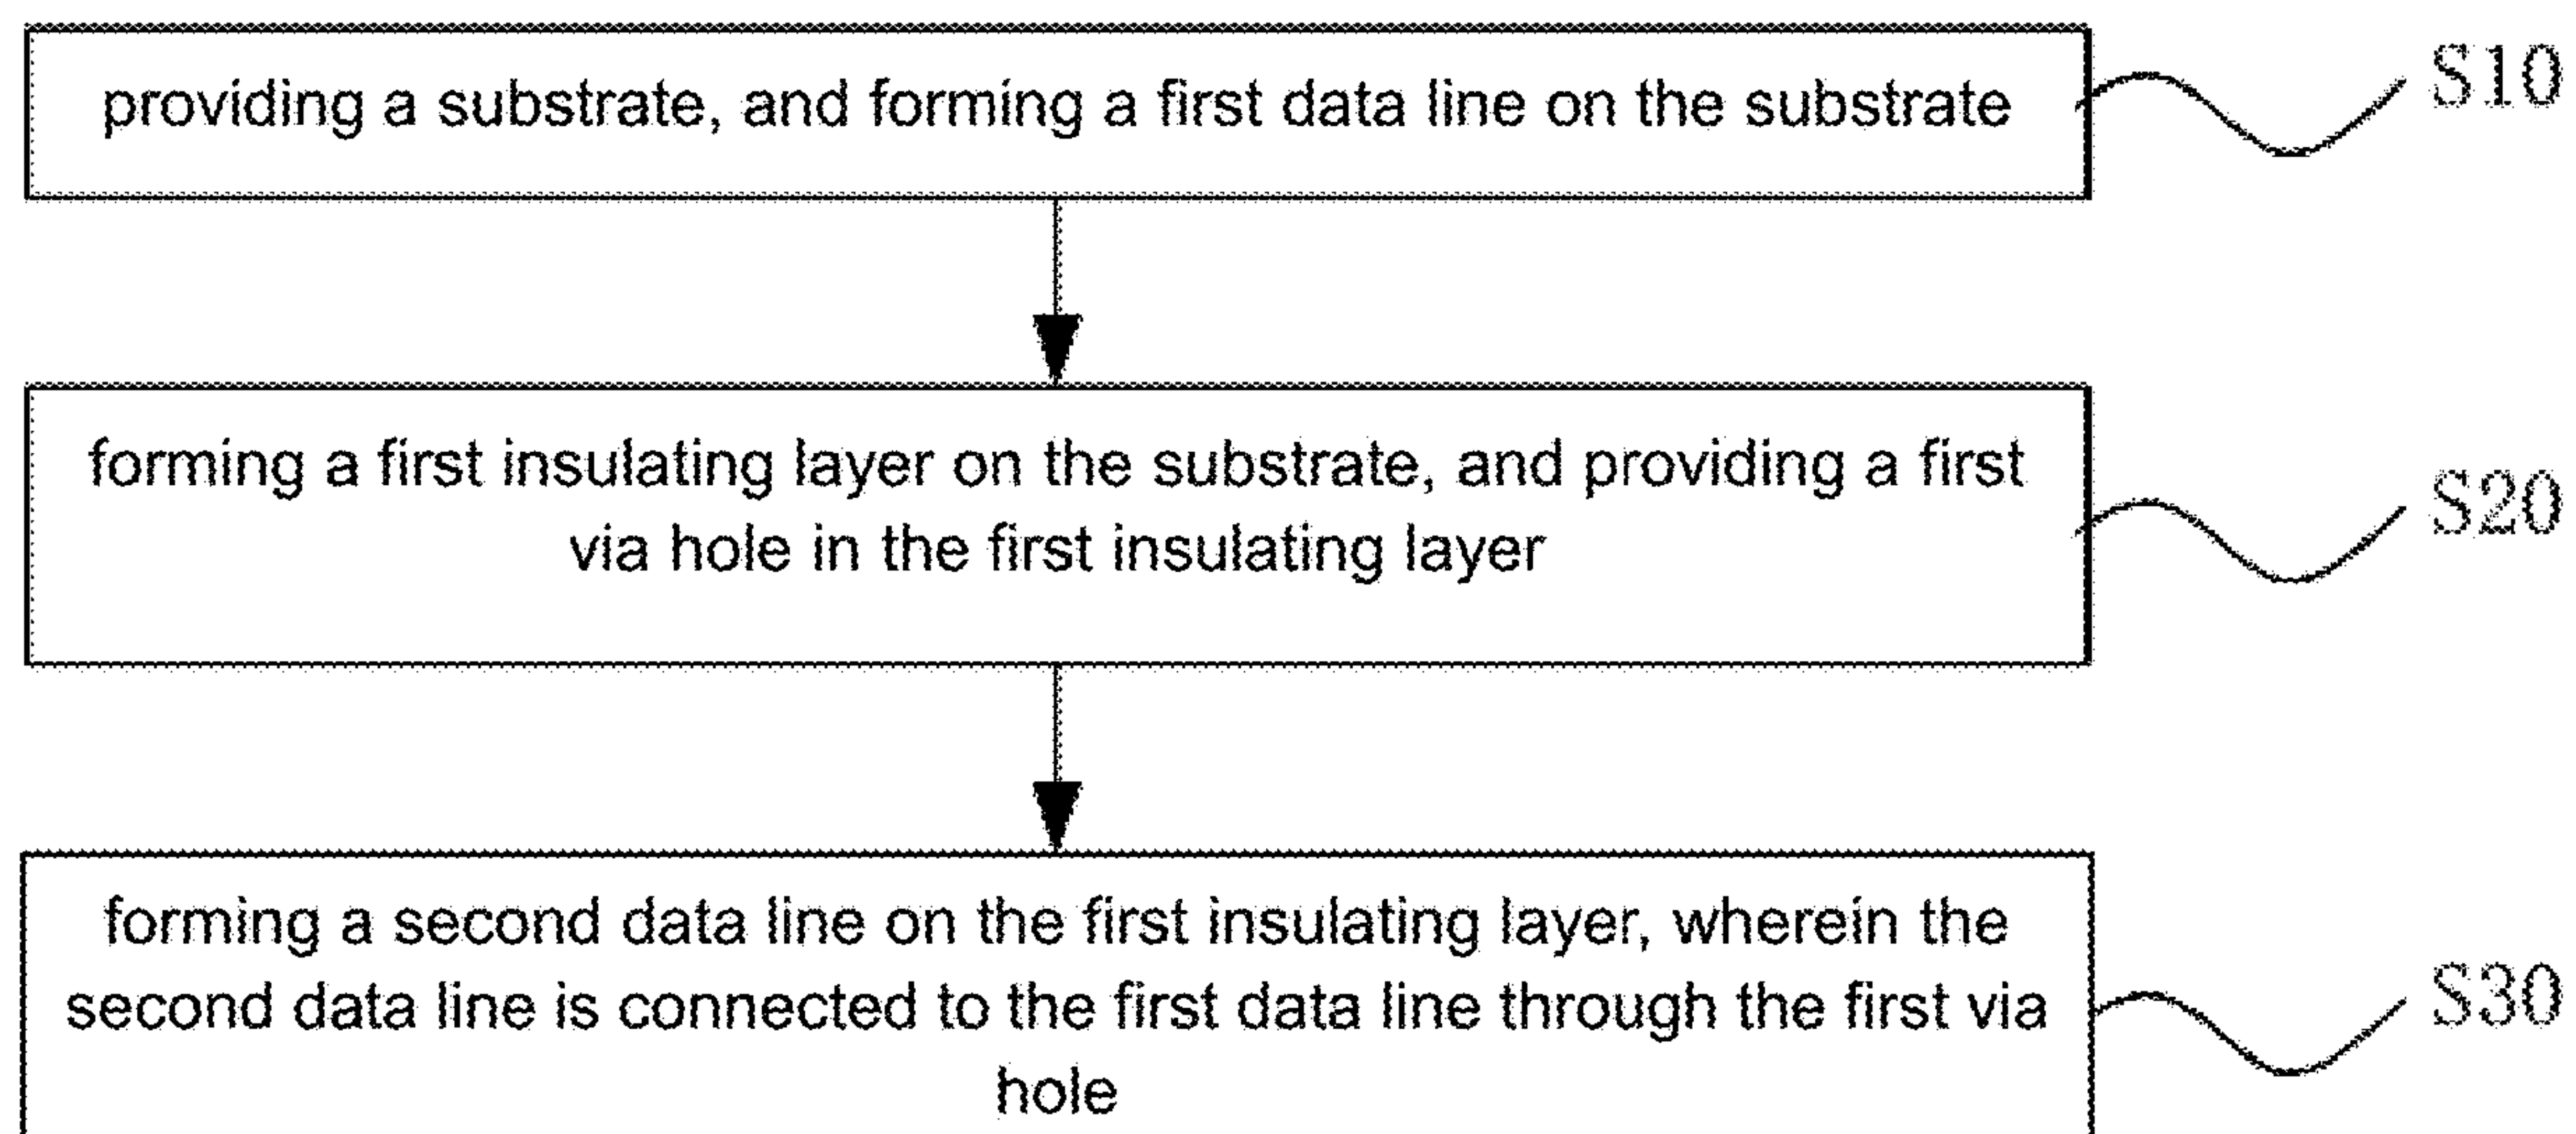 providing a substrate, and forming a first data line on the substrate
S10
forming a first insulating layer on the substrate, and providing a first
via hole in the first insulating layer
S20
forming a second data line on the first insulating layer, wherein the
second data line is connected to the first data line through the first via
hole
S30